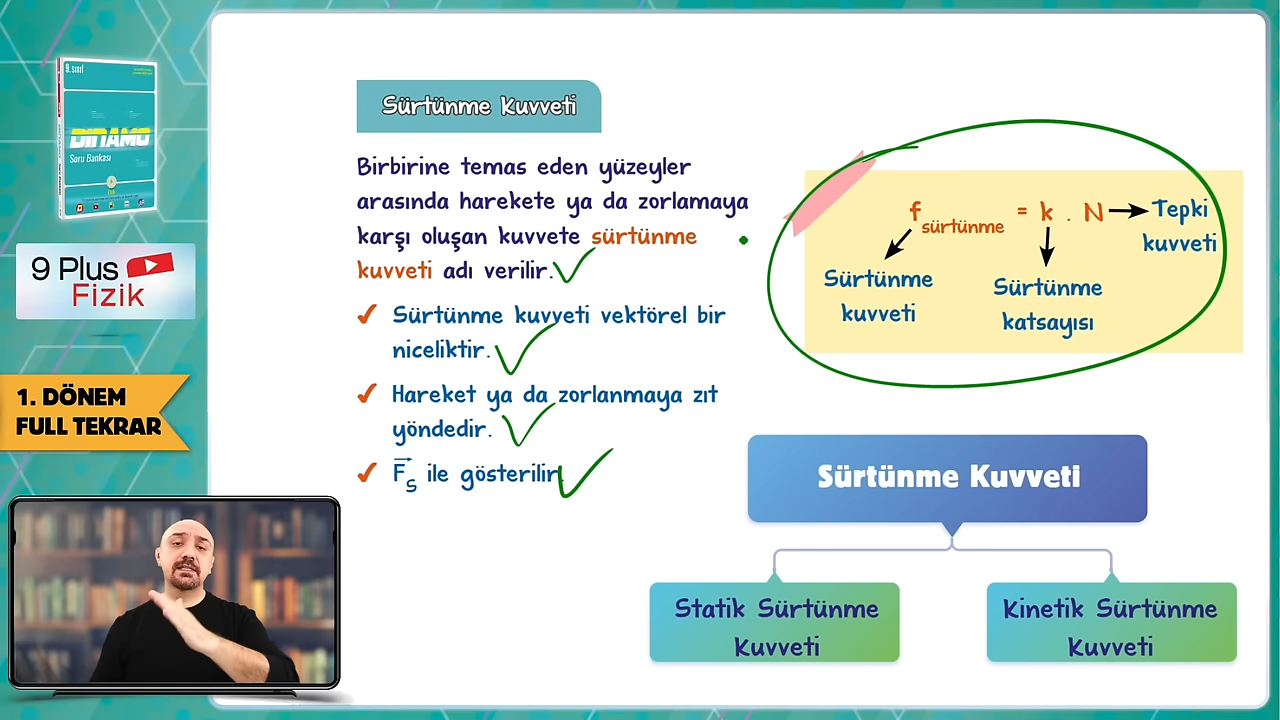 9. SINIF
DİNAMO
Soru Bankası
9 Plus
Fizik
1. DÖNEM
FULL TEKRAR
Sürtünme Kuvveti
Birbirine temas eden yüzeyler
arasında harekete ya da zorlamaya
karşı oluşan kuvvete sürtünme
kuvveti adı verilir.
✔ Sürtünme kuvveti vektörel bir
niceliktir.
✔ Hareket ya da zorlanmaya zıt
yöndedir.
✔ F⃗s ile gösterilir.
f sürtünme = k . N → Tepki
kuvveti
Sürtünme
kuvveti
Sürtünme
katsayısı
Sürtünme Kuvveti
Statik Sürtünme
Kuvveti
Kinetik Sürtünme
Kuvveti